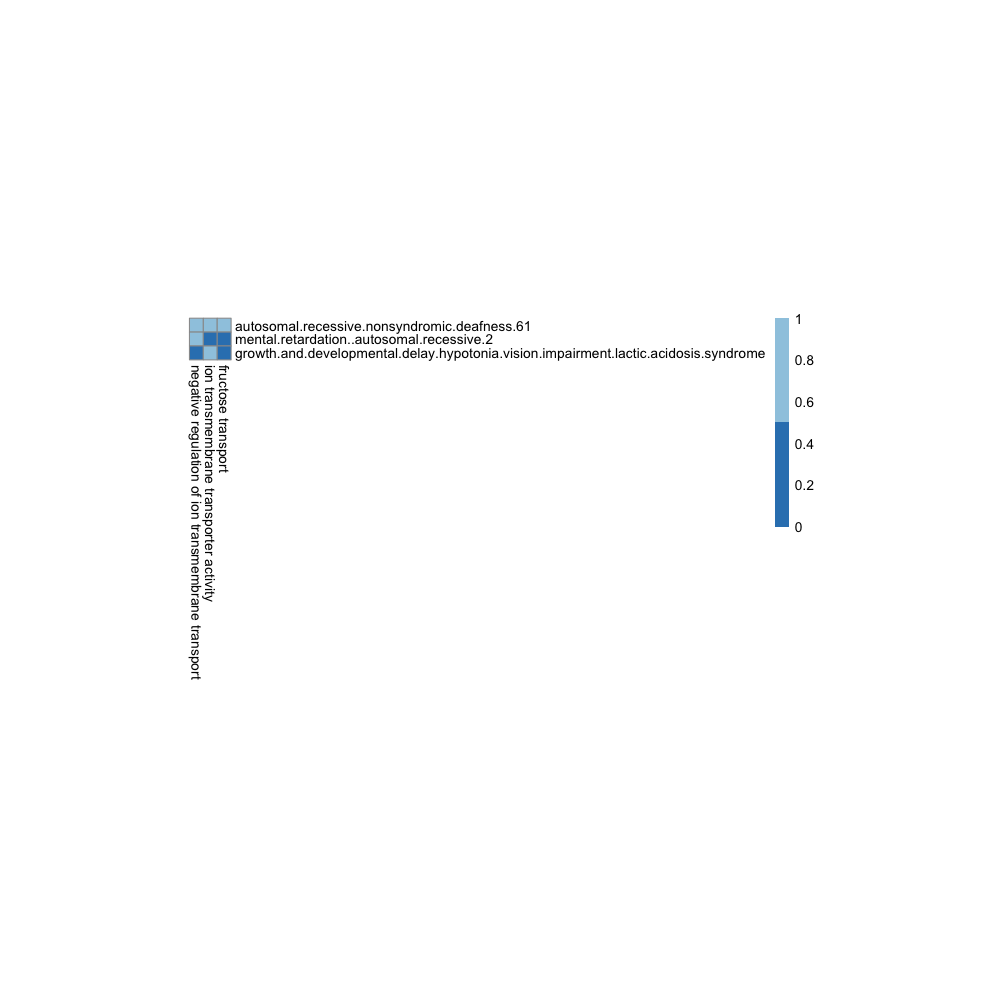 autosomal.recessive.nonsyndromic.deafness.61
mental.retardation..autosomal.recessive.2
growth.and.developmental.delay.hypotonia.vision.impairment.lactic.acidosis.syndrome
negative regulation of ion transmembrane transport
ion transmembrane transporter activity
fructose transport
1
0.8
0.6
0.4
0.2
0